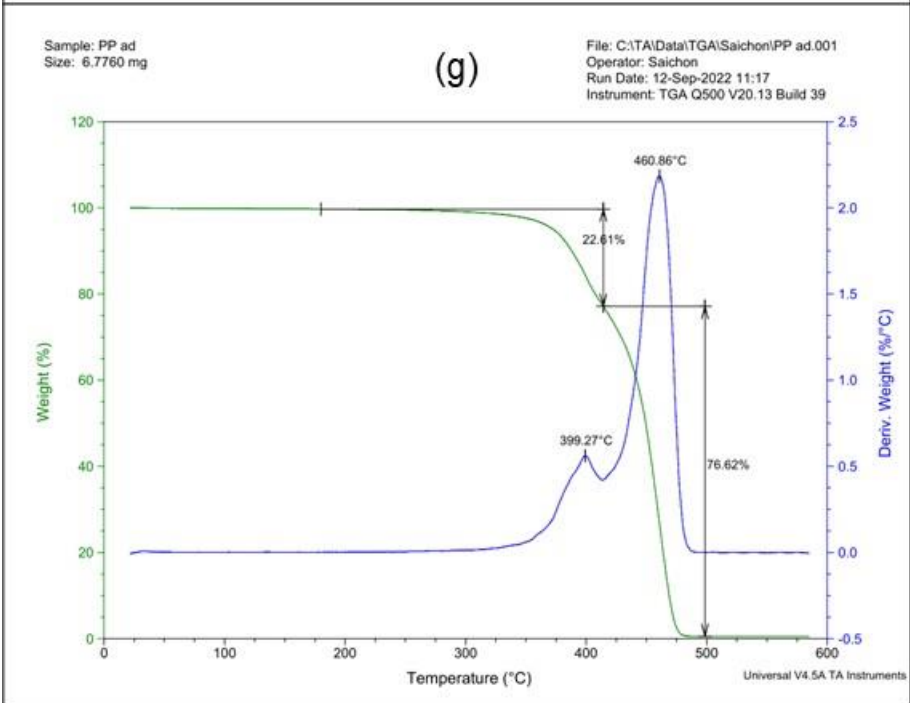 Sample: PP ad
Size: 6.7760 mg
(g)
File: C:\TA\Data\TGA\Saichon\PP ad.001
Operator: Saichon
Run Date: 12-Sep-2022 11:17
Instrument: TGA Q500 V20.13 Build 39
120
100
80
60
40
20
0
Weight (%)
460.86°C
22.61%
399.27°C
76.62%
2.5
2.0
1.5
1.0
0.5
0.0
-0.5
Deriv. Weight (%/°C)
0
100
200
300
400
500
600
Temperature (°C)
Universal V4.5A TA Instruments